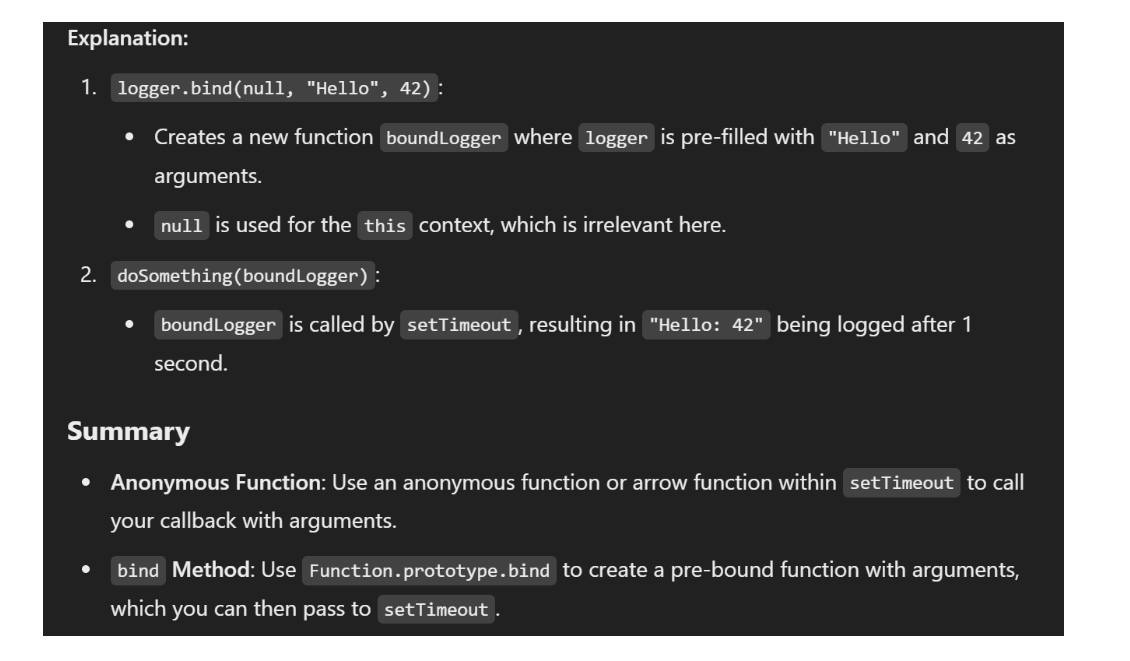 Explanation:
1. logger.bind(null, "Hello", 42):
• Creates a new function boundLogger where logger is pre-filled with "Hello" and 42 as
arguments.
• null is used for the this context, which is irrelevant here.
2. doSomething(boundLogger):
• boundLogger is called by setTimeout, resulting in "Hello: 42" being logged after 1
second.
Summary
• Anonymous Function: Use an anonymous function or arrow function within setTimeout to call
your callback with arguments.
• bind Method: Use Function.prototype.bind to create a pre-bound function with arguments,
which you can then pass to setTimeout.